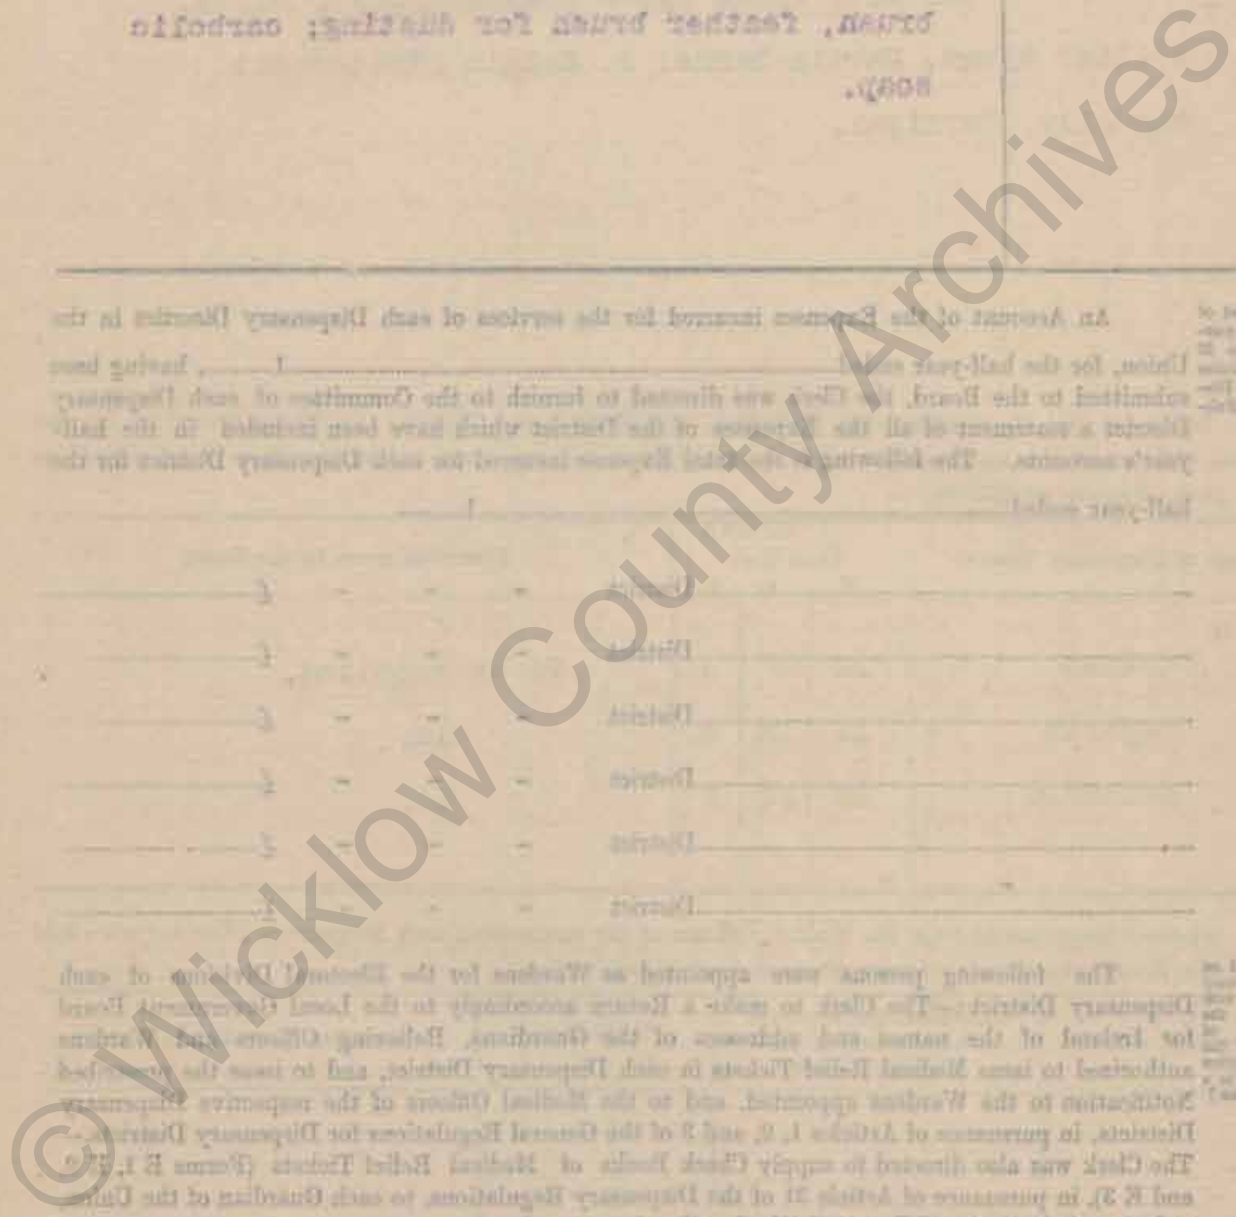 brush, feather brush for dusting; carbolic
soap.
An Account of the Expenses incurred for the services of each Dispensary District in the
Union, for the half-year ended 1 , having been
submitted to the Board, the Clerk was directed to furnish to the Committee of each Dispensary
District a statement of all the Expenses of the District which have been included in the half-
year's accounts. The following is the total Expense incurred for each Dispensary District for the
half-year ended 1
District - - - £
District - - - £
District - - - £
District - - - £
District - - - £
District - - - £
The following persons were appointed as Wardens for the Electoral Divisions of each
Dispensary District:—The Clerk to make a Return accordingly to the Local Government Board
for Ireland of the names and addresses of the Guardians, Relieving Officers and Wardens
authorized to issue Medical Relief Tickets in each Dispensary District, and to issue the prescribed
Notification to the Wardens appointed, and to the Medical Officers of the respective Dispensary
Districts, in pursuance of Articles 1, 2, and 3 of the General Regulations for Dispensary Districts.—
The Clerk was also directed to supply Check Books of Medical Relief Tickets (Forms E 1,
and E 3), in pursuance of Article 21 of the Dispensary Regulations, to each Guardian of the Union
© Wicklow County Archives